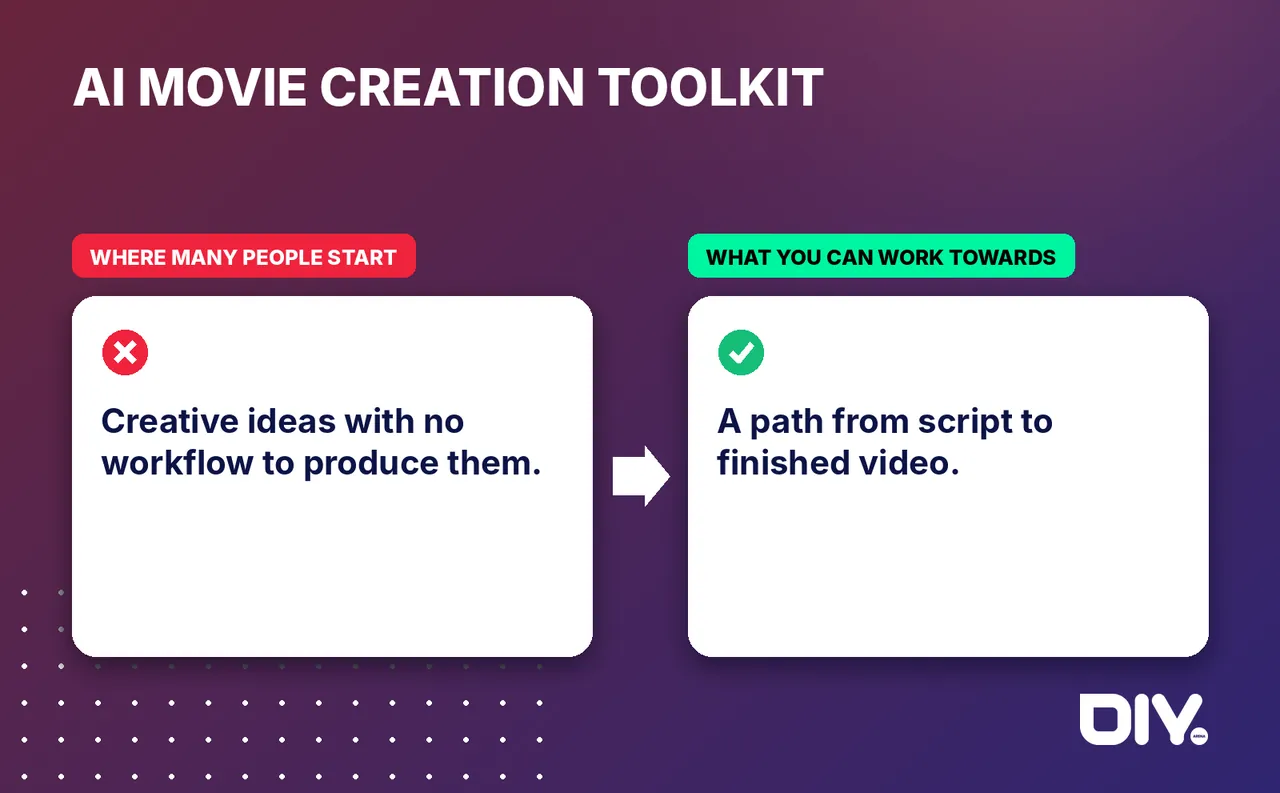 AI MOVIE CREATION TOOLKIT
WHERE MANY PEOPLE START
Creative ideas with no
workflow to produce them.
WHAT YOU CAN WORK TOWARDS
A path from script to
finished video.
DIY.
ARENA